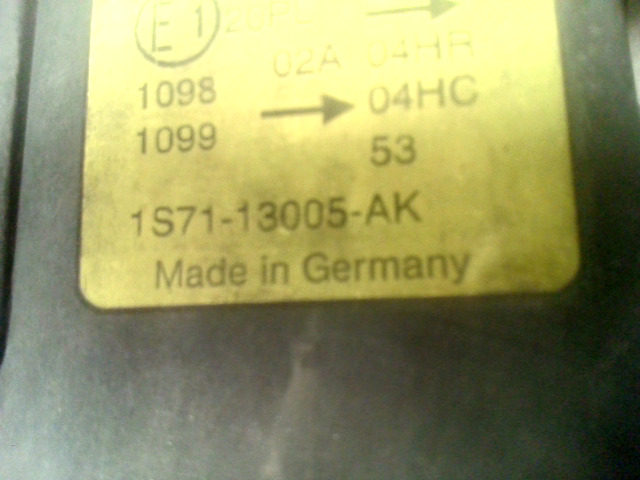 E1
02A 04HR
1098 → 04HC
1099 53
1S71-13005-AK
Made in Germany